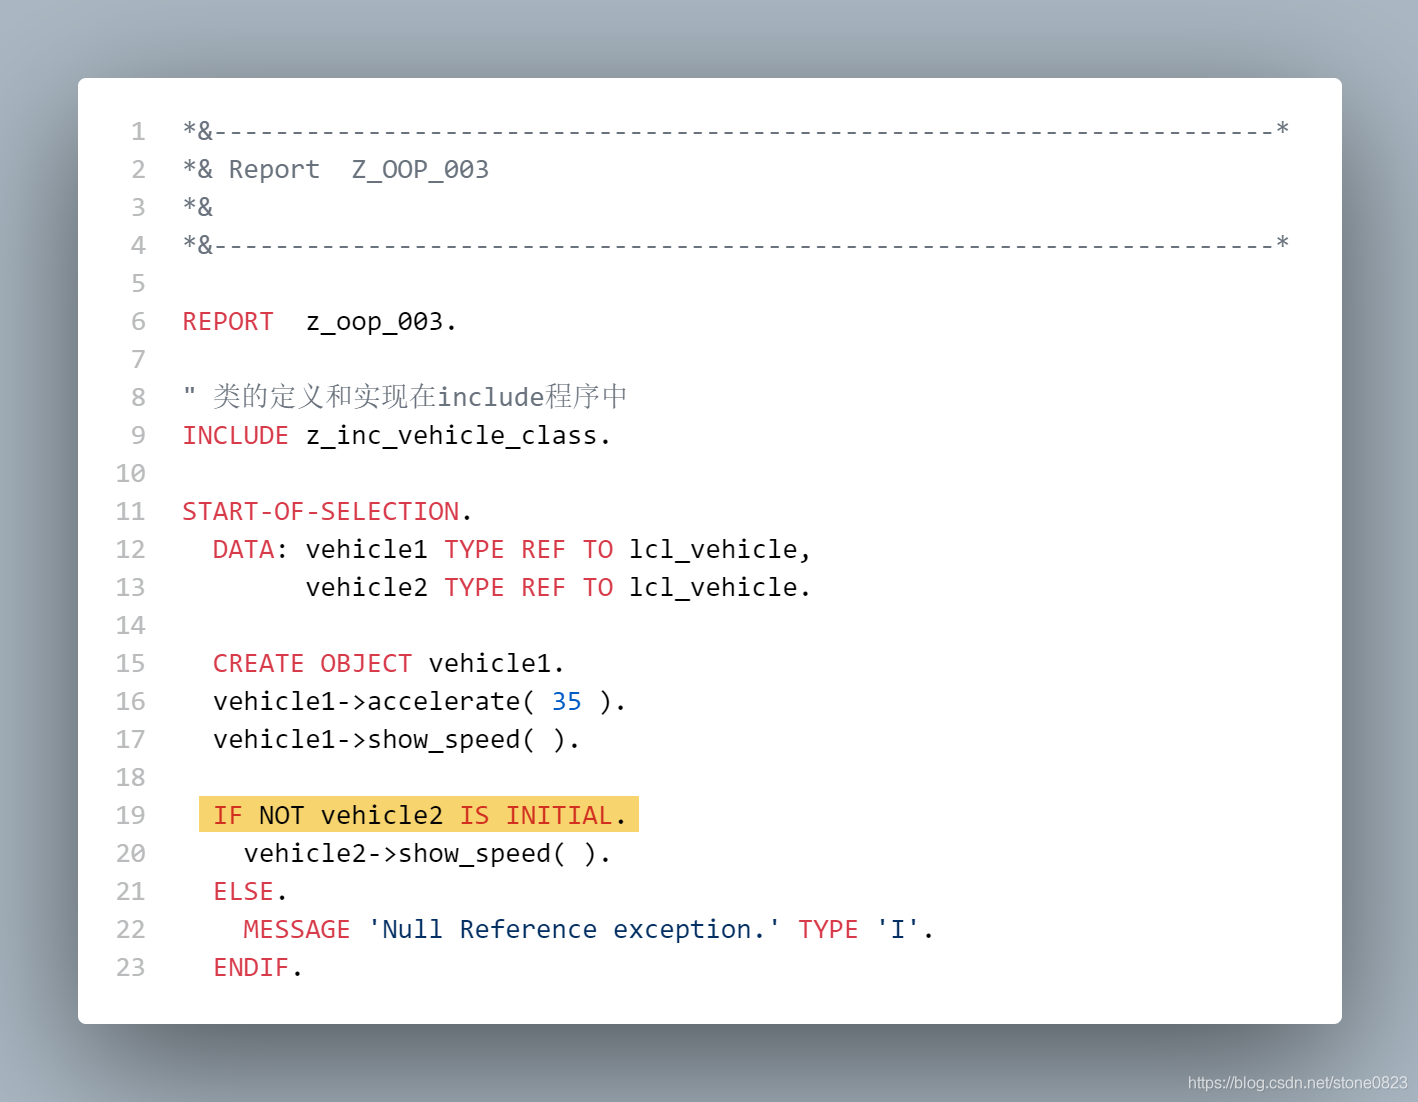 1 *&---------------------------------------------------------------------*
2 *& Report  Z_OOP_003
3 *&
4 *&---------------------------------------------------------------------*
5
6 REPORT  z_oop_003.
7
8 " 类的定义和实现在include程序中
9 INCLUDE z_inc_vehicle_class.
10
11 START-OF-SELECTION.
12   DATA: vehicle1 TYPE REF TO lcl_vehicle,
13         vehicle2 TYPE REF TO lcl_vehicle.
14
15   CREATE OBJECT vehicle1.
16   vehicle1->accelerate( 35 ).
17   vehicle1->show_speed( ).
18
19   IF NOT vehicle2 IS INITIAL.
20     vehicle2->show_speed( ).
21   ELSE.
22     MESSAGE 'Null Reference exception.' TYPE 'I'.
23   ENDIF.
https://blog.csdn.net/stone0823